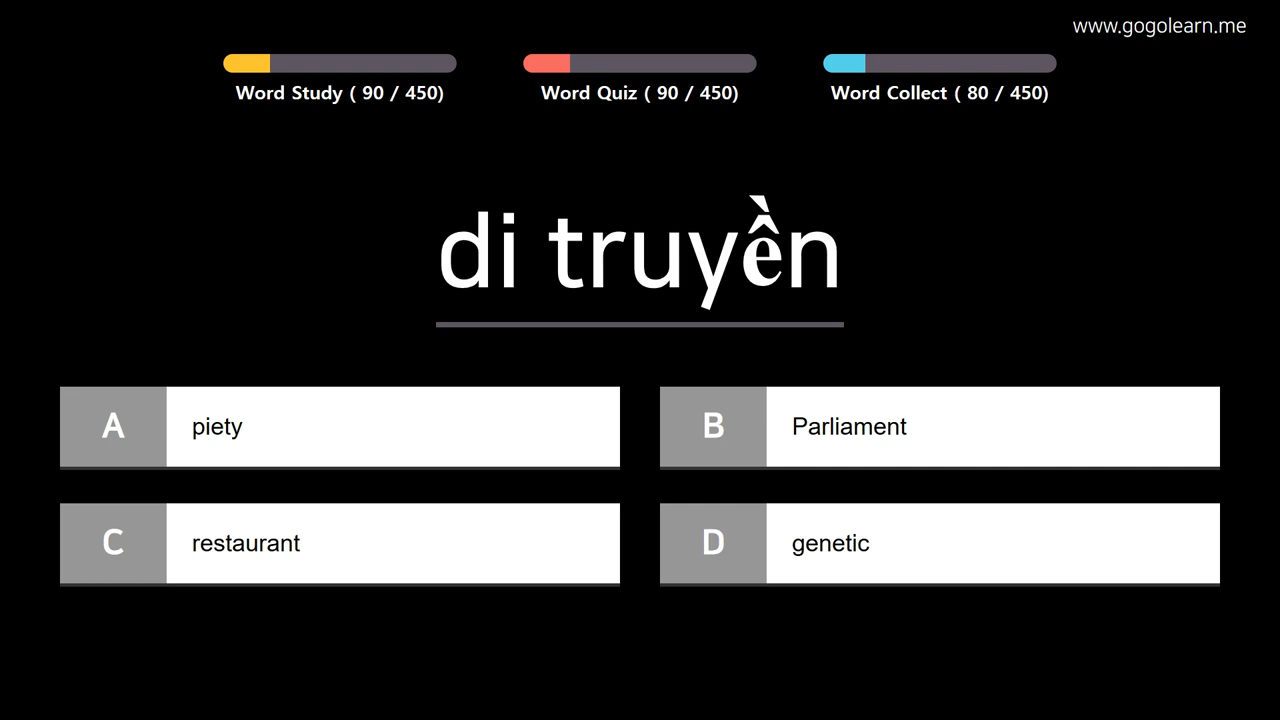 www.gogolearn.me
Word Study ( 90 / 450)
Word Quiz ( 90 / 450)
Word Collect ( 80 / 450)
di truyền
A piety
B Parliament
C restaurant
D genetic